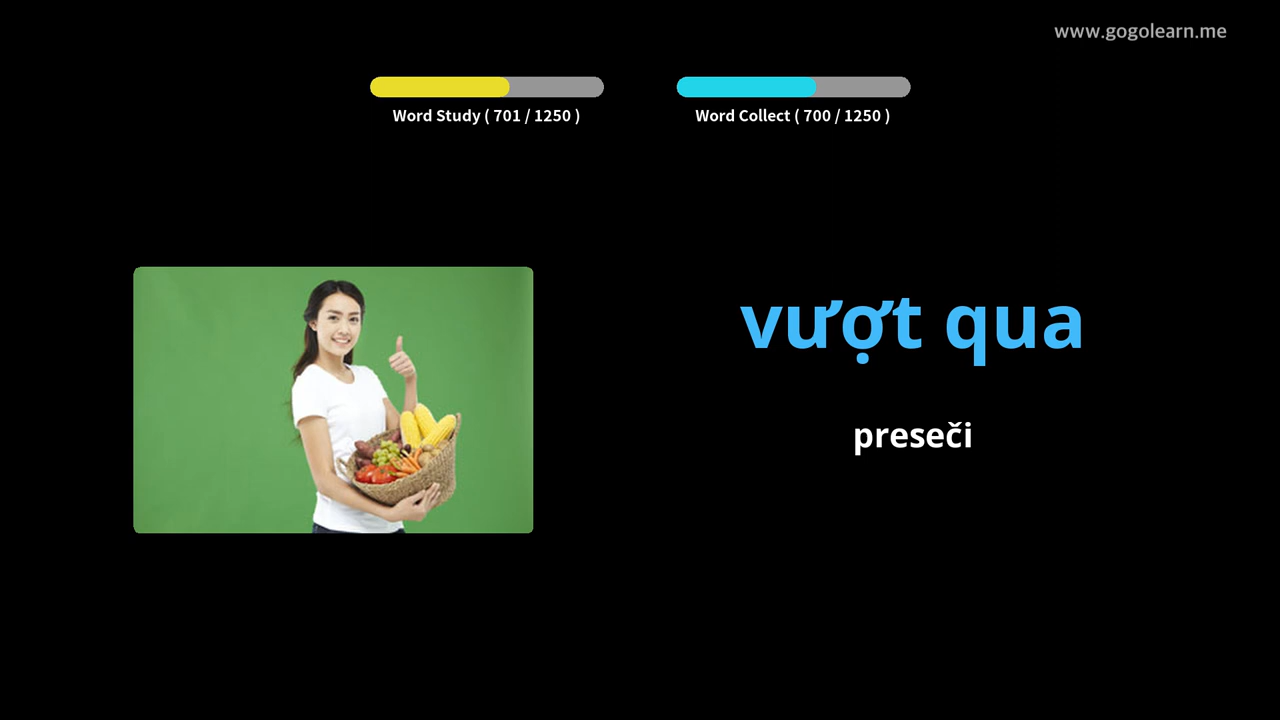 www.gogolearn.me
Word Study ( 701 / 1250 )
Word Collect ( 700 / 1250 )
vượt qua
preseči